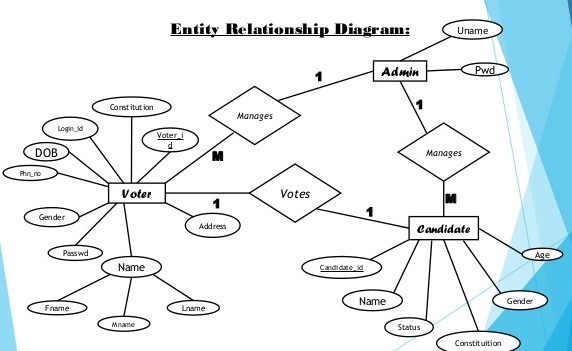 Entity Relationship Diagram:
Uname
Admin
Pwd
1
1
Manages
Constitution
Login_id
Voter_i
d
DOB
Manages
M
Phn_no
Voter
Votes
M
1
1
Gender
Address
Candidate
Passwd
Age
Name
Candidate_id
Name
Gender
Fname
Lname
Mname
Status
Constituition